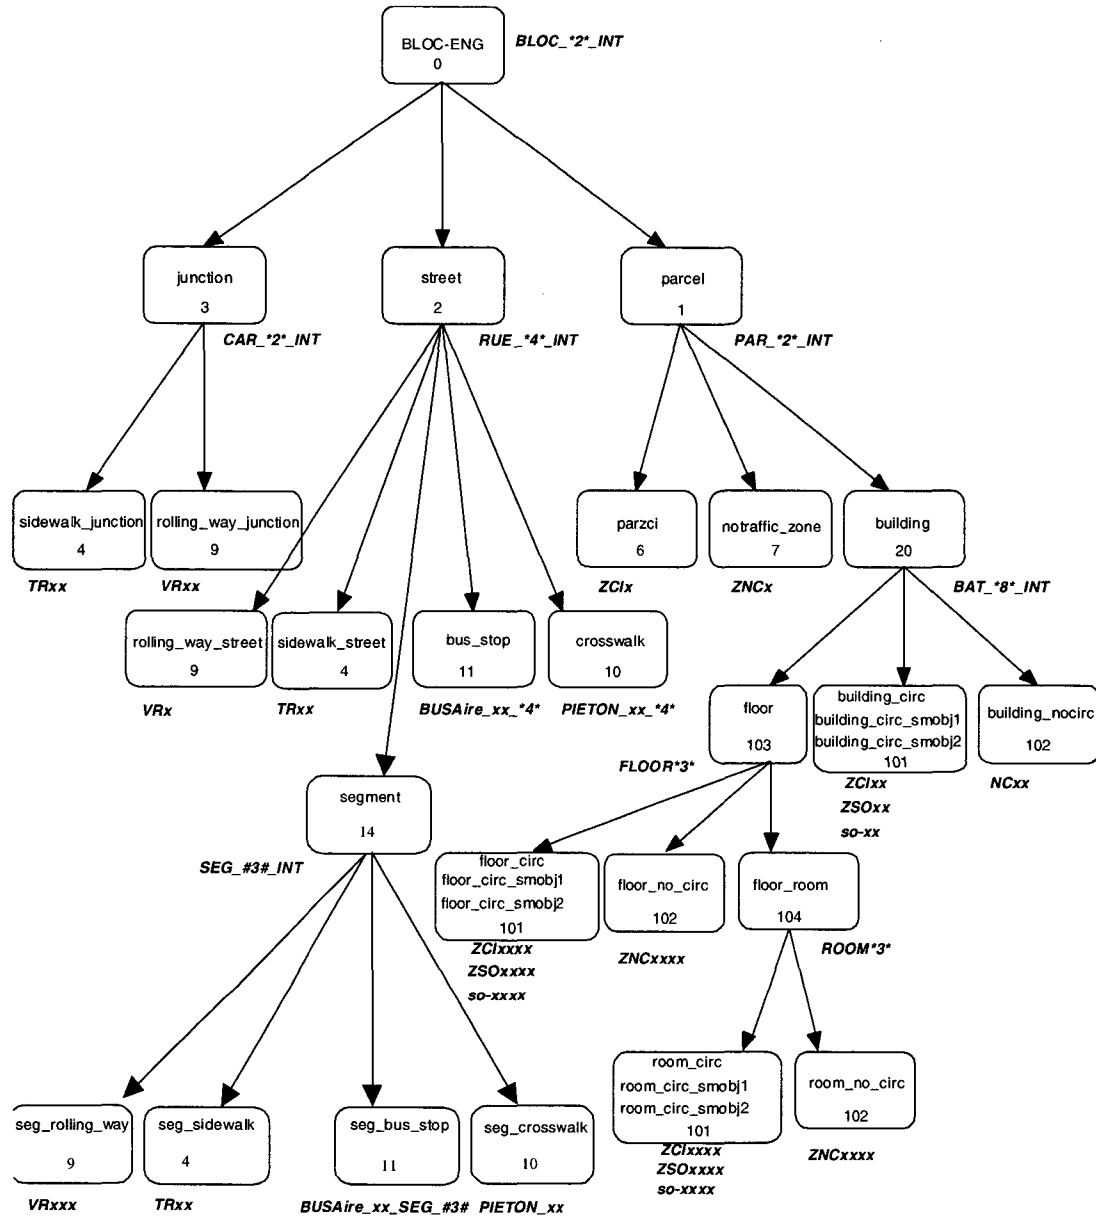 BLOC-ENG
0
BLOC_*2*_INT
junction
3
CAR_*2*_INT
street
2
RUE_*4*_INT
parcel
1
PAR_*2*_INT
sidewalk_junction
4
TRxx
rolling_way_junction
9
VRxx
parzci
6
ZCIx
notraffic_zone
7
ZNCx
building
20
BAT_*8*_INT
rolling_way_street
9
VRx
sidewalk_street
4
TRxx
bus_stop
11
BUSAire_xx_*4*
crosswalk
10
PIETON_xx_*4*
floor
103
FLOOR*3*
building_circ
building_circ_smobj1
building_circ_smobj2
101
ZCIxx
ZSOxx
so-xx
building_nocirc
102
NCxx
segment
14
SEG_#3#_INT
floor_circ
floor_circ_smobj1
floor_circ_smobj2
101
ZCIxxxx
ZSOxxxx
so-xxxx
floor_no_circ
102
ZNCxxxx
floor_room
104
ROOM*3*
room_circ
room_circ_smobj1
room_circ_smobj2
101
ZCIxxxx
ZSOxxxx
so-xxxx
room_no_circ
102
ZNCxxxx
seg_rolling_way
9
VRxxx
seg_sidewalk
4
TRxx
seg_bus_stop
11
BUSAire_xx_SEG_#3#
seg_crosswalk
10
PIETON_xx